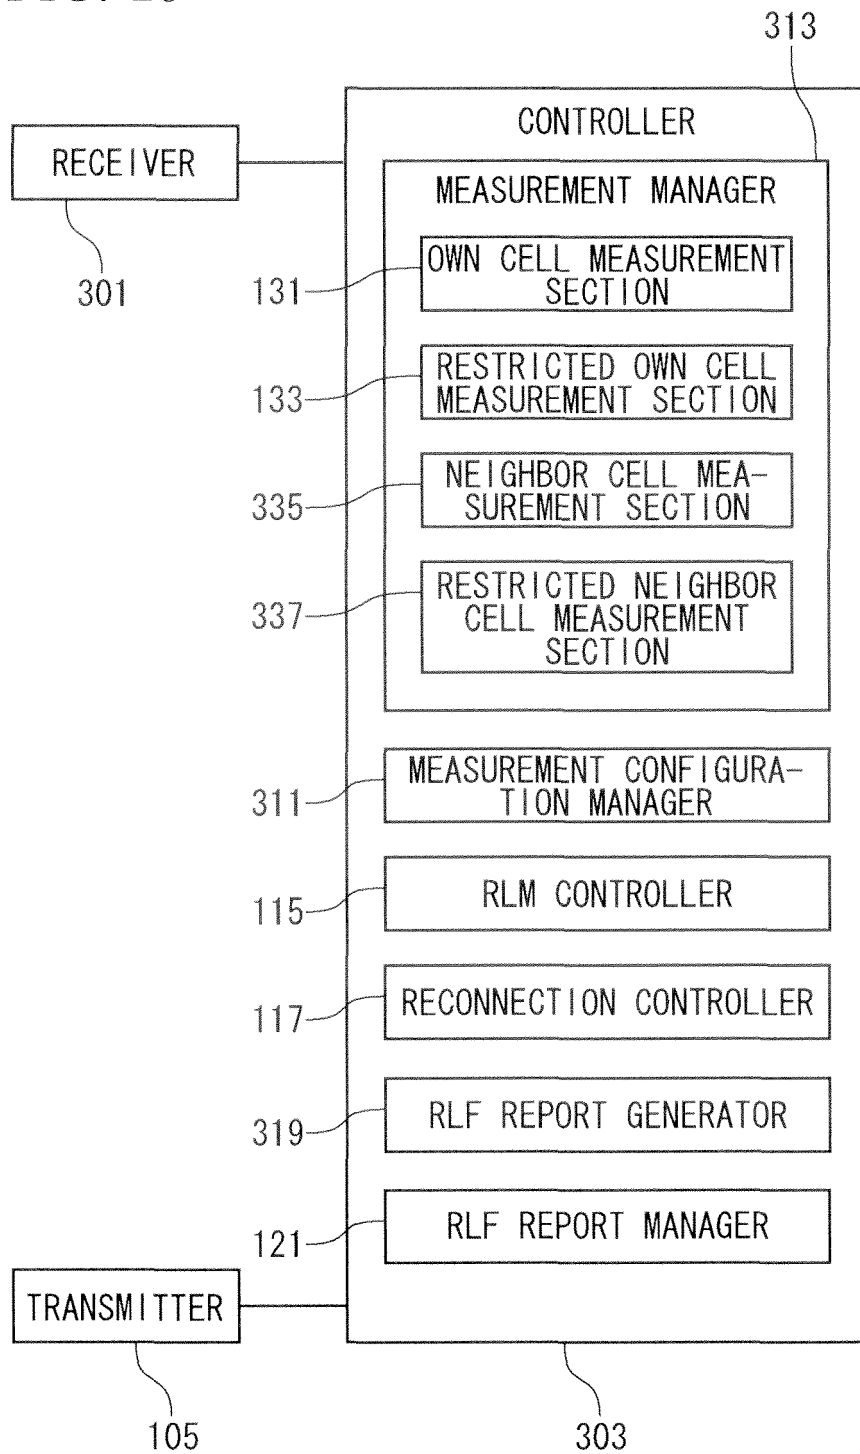 313
CONTROLLER
RECEIVER
301
MEASUREMENT MANAGER
131
OWN CELL MEASUREMENT
SECTION
133
RESTRICTED OWN CELL
MEASUREMENT SECTION
335
NEIGHBOR CELL MEA-
SUREMENT SECTION
337
RESTRICTED NEIGHBOR
CELL MEASUREMENT
SECTION
311
MEASUREMENT CONFIGURA-
TION MANAGER
115
RLM CONTROLLER
117
RECONNECTION CONTROLLER
319
RLF REPORT GENERATOR
121
RLF REPORT MANAGER
TRANSMITTER
105
303